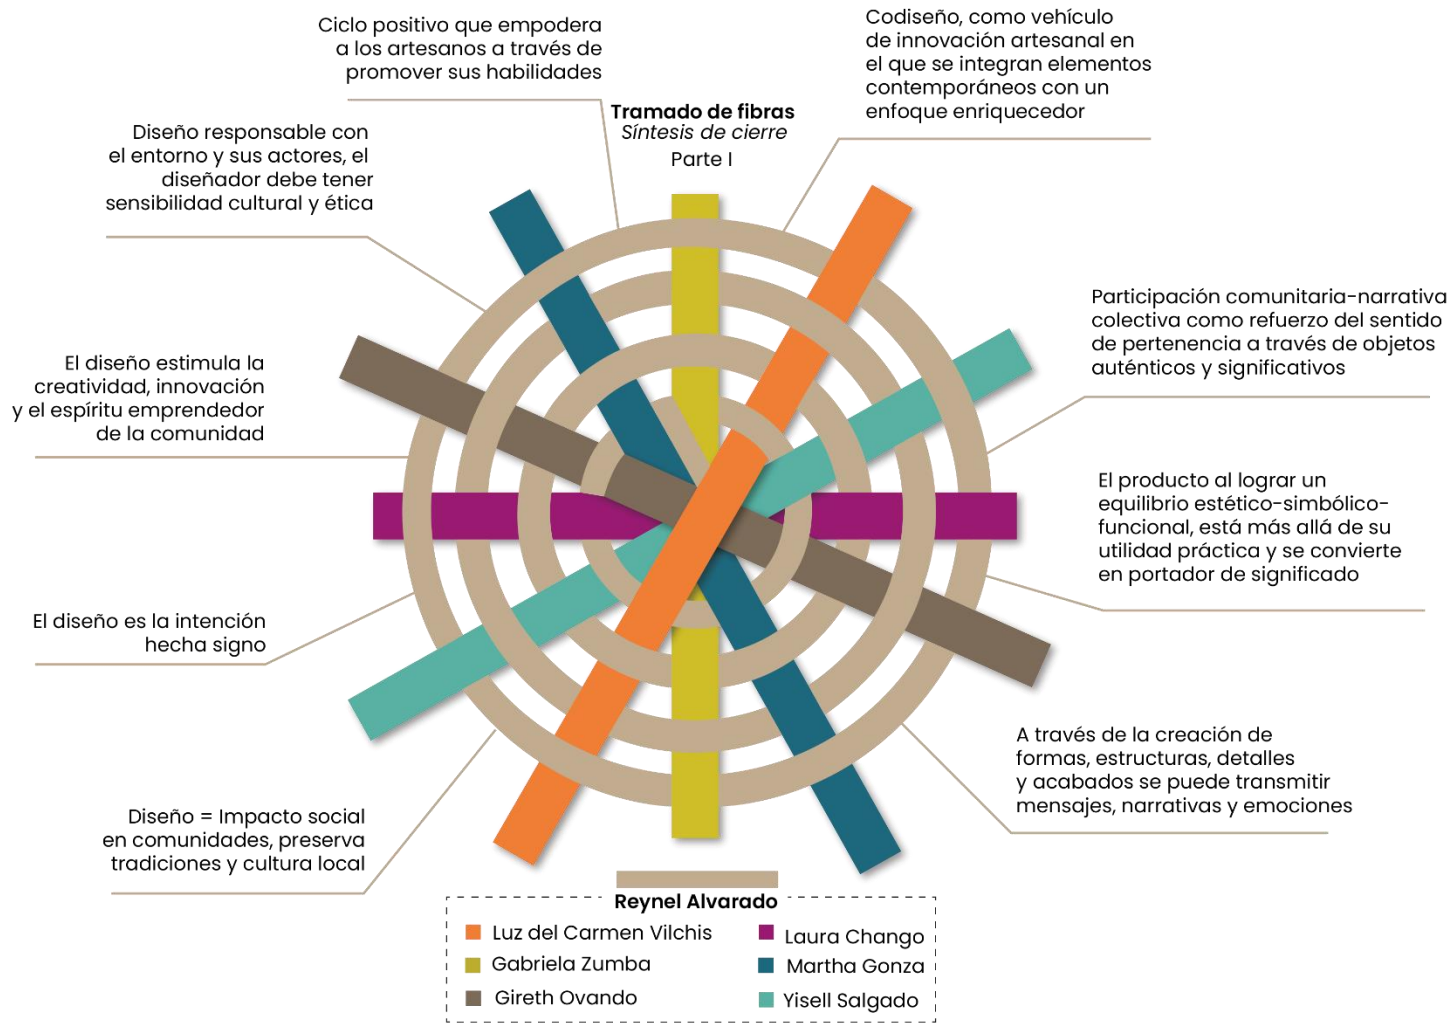 Ciclo positivo que empodera
a los artesanos a través de
promover sus habilidades
Tramado de fibras
Síntesis de cierre
Parte I
Codiseño, como vehículo
de innovación artesanal en
el que se integran elementos
contemporáneos con un
enfoque enriquecedor
Diseño responsable con
el entorno y sus actores, el
diseñador debe tener
sensibilidad cultural y ética
Participación comunitaria-narrativa
colectiva como refuerzo del sentido
de pertenencia a través de objetos
auténticos y significativos
El diseño estimula la
creatividad, innovación
y el espíritu emprendedor
de la comunidad
El producto al lograr un
equilibrio estético-simbólico-
funcional, está más allá de su
utilidad práctica y se convierte
en portador de significado
El diseño es la intención
hecha signo
A través de la creación de
formas, estructuras, detalles
y acabados se puede transmitir
mensajes, narrativas y emociones
Diseño = Impacto social
en comunidades, preserva
tradiciones y cultura local
Reynel Alvarado
Luz del Carmen Vilchis
Laura Chango
Gabriela Zumba
Martha Gonza
Gireth Ovando
Yisell Salgado